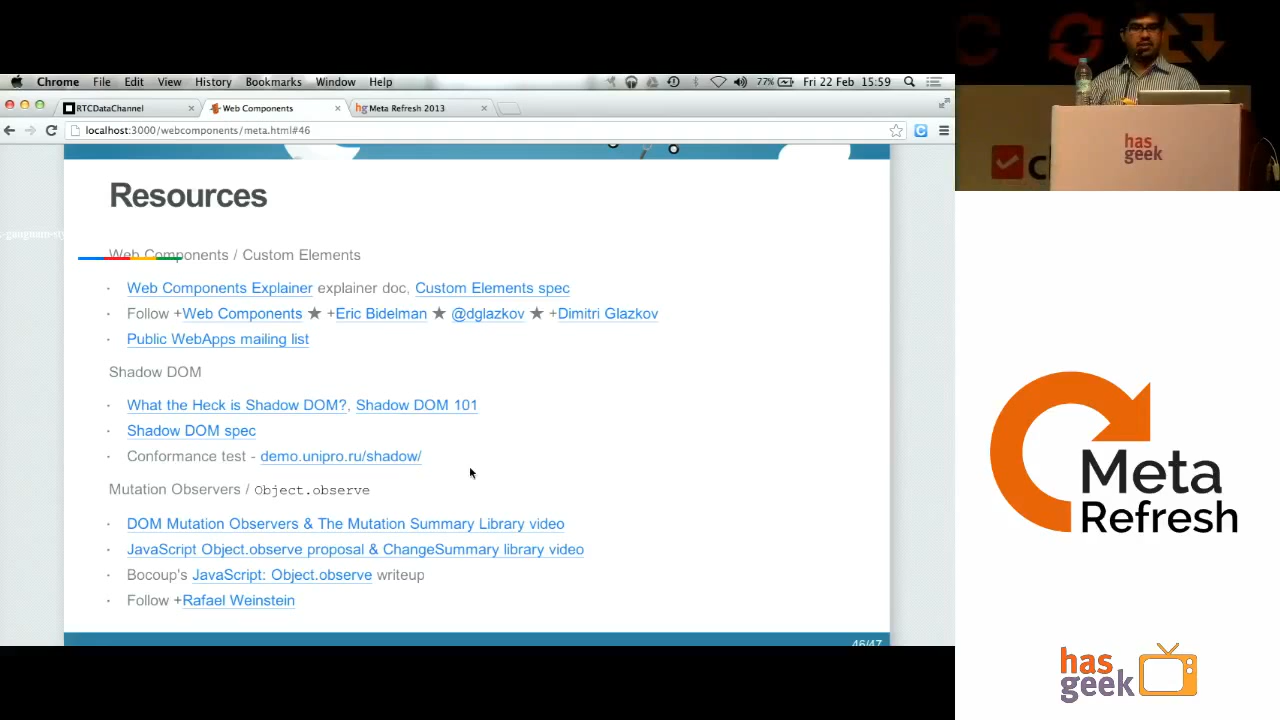 Chrome File Edit View History Bookmarks Window Help 77% Fri 22 Feb 15:59
RTCDataChannel Web Components hg Meta Refresh 2013
localhost:3000/webcomponents/meta.html#46
Resources
Web Components / Custom Elements
Web Components Explainer explainer doc, Custom Elements spec
Follow +Web Components ★ +Eric Bidelman ★ @dglazkov ★ +Dimitri Glazkov
Public WebApps mailing list
Shadow DOM
What the Heck is Shadow DOM?, Shadow DOM 101
Shadow DOM spec
Conformance test - demo.unipro.ru/shadow/
Mutation Observers / Object.observe
DOM Mutation Observers & The Mutation Summary Library video
JavaScript Object.observe proposal & ChangeSummary library video
Bocoup's JavaScript: Object.observe writeup
Follow +Rafael Weinstein
46/47
has
geek
Meta
Refresh
has
geek